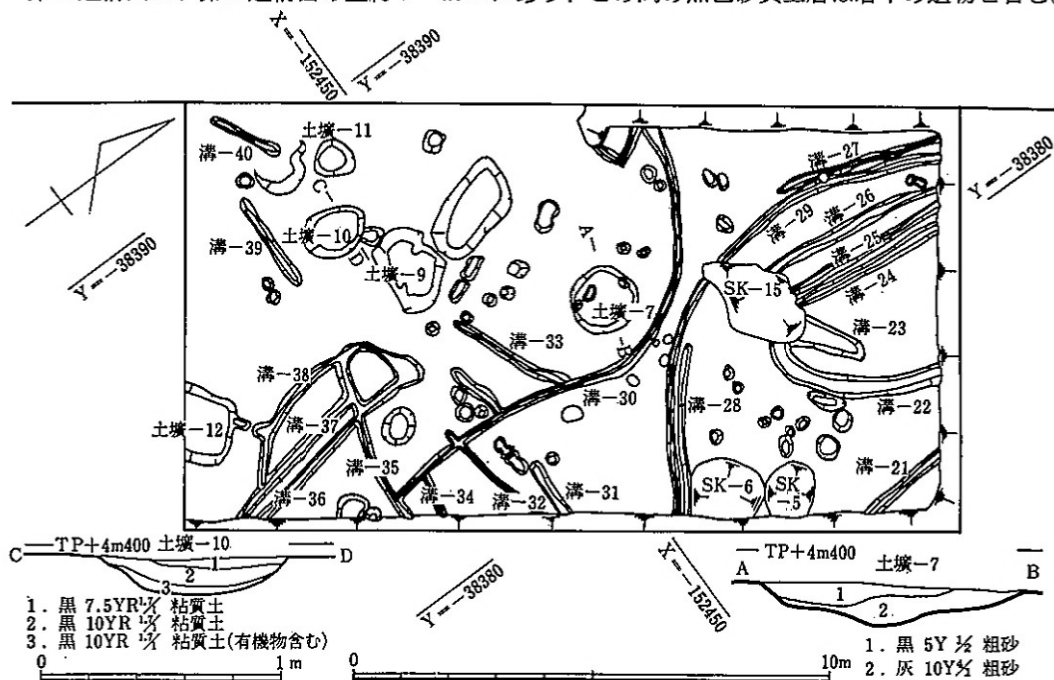 X=-152450
Y=-38390
土壙-11
溝-40
溝-27
Y=-38380
溝-29
溝-26
土壙-10
溝-39
A
溝-25
土壙-9
Y=-38390
溝-24
SK-15
土壙-7
溝-23
溝-33
B
溝-38
溝-30
溝-28
溝-22
溝-37
土壙-12
溝-35
溝-21
SK-6
SK-5
溝-36
溝-34
溝-32
溝-31
C TP+4m400 土壙-10 D
1
2
3
1. 黒 7.5YR 粘質土
2. 黒 10YR 粘質土
3. 黒 10YR 粘質土(有機物含む)
0 1m
Y=-38380
X=-152450
0 10m
TP+4m400
A 土壙-7 B
1
2
1. 黒 5Y 粗砂
2. 灰 10Y 粗砂